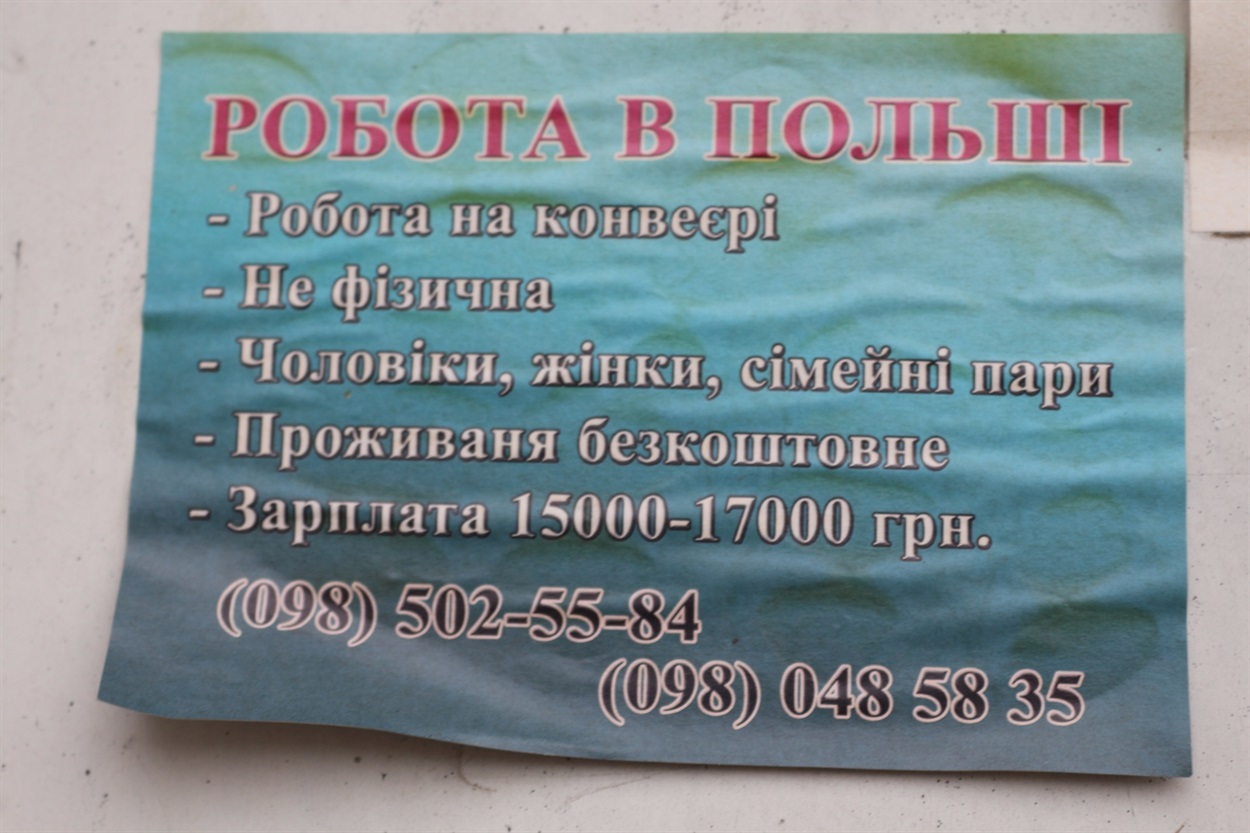 РОБОТА В ПОЛЬШІ
- Робота на конвеєрі
- Не фізична
- Чоловіки, жінки, сімейні пари
- Проживаня безкоштовне
- Зарплата 15000-17000 грн.
(098) 502-55-84
(098) 048 58 35